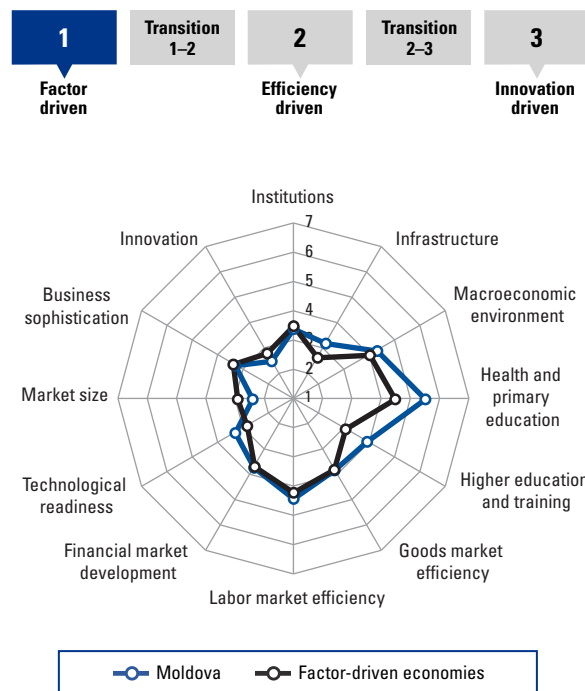 1
Transition
1–2
2
Transition
2–3
3
Factor
driven
Efficiency
driven
Innovation
driven
Institutions
7
Innovation
6
Infrastructure
5
Business
sophistication
4
Macroeconomic
environment
3
2
Market size
1
Health and
primary
education
Technological
readiness
Higher education
and training
Financial market
development
Goods market
efficiency
Labor market efficiency
Moldova
Factor-driven economies